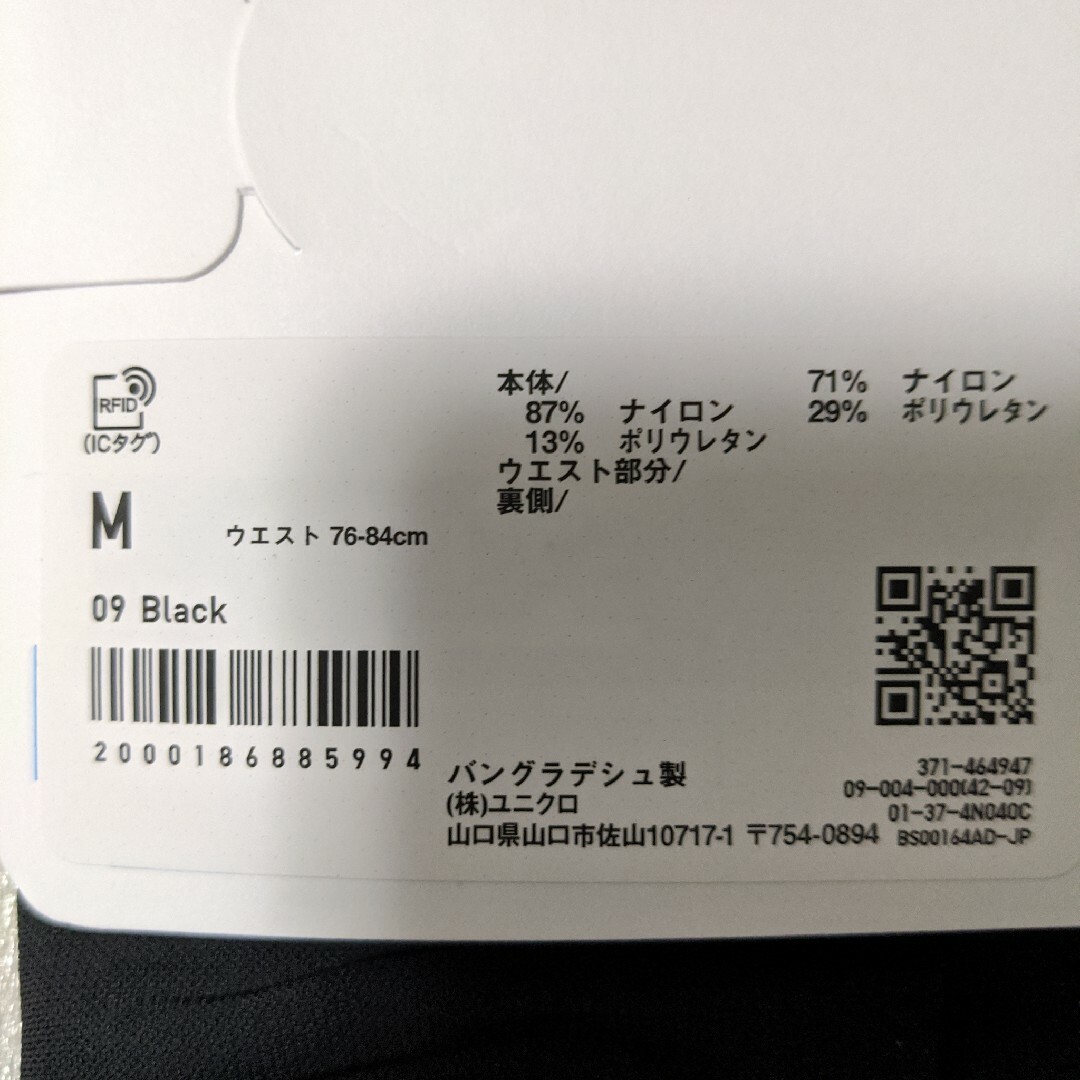 RFID
(ICタグ)
M
ウエスト 76-84cm
09 Black
2000186885994
本体/
87% ナイロン
13% ポリウレタン
ウエスト部分/
裏側/
71% ナイロン
29% ポリウレタン
バングラデシュ製
(株)ユニクロ
山口県山口市佐山10717-1 〒754-0894
371-464947
09-004-000(42-09)
01-37-4N040C
BS00164AD-JP